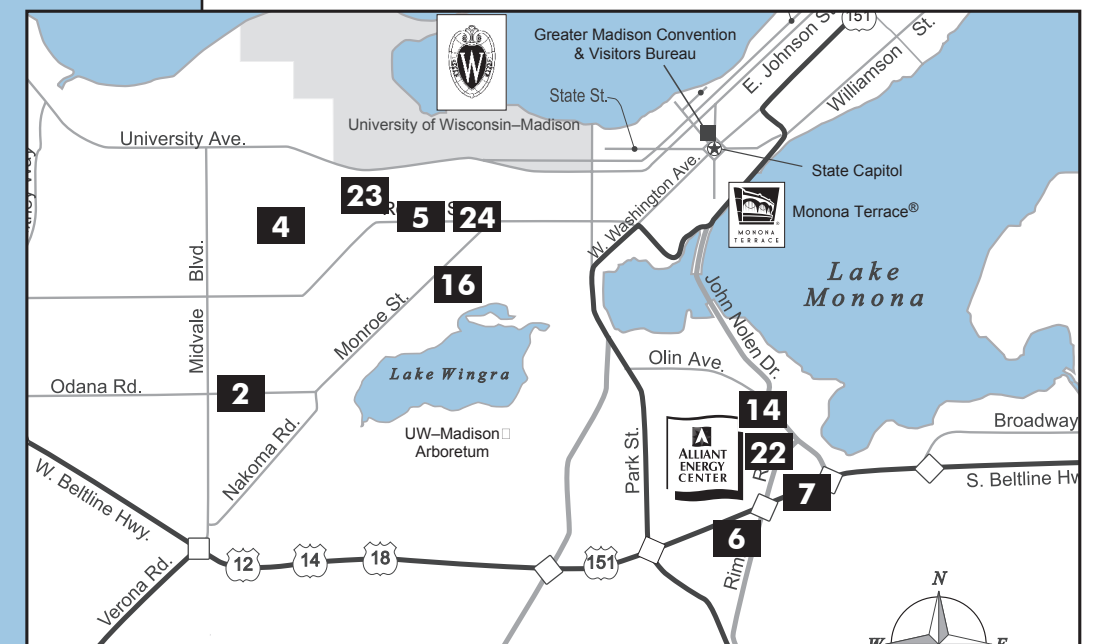 151
St.
Greater Madison Convention
& Visitors Bureau
E. Johnson S
Williamson
W
State St.
University of Wisconsin–Madison
University Ave.
State Capitol
23
W. Washington Ave.
Monona Terrace®
MONONA
TERRACE
5
24
4
Blvd.
Lake
Monona
16
John Nolen Dr.
Monroe St.
Midvale
Olin Ave.
Lake Wingra
Odana Rd.
2
14
Broadway
UW–Madison
Arboretum
ALLIANT
ENERGY
CENTER
22
R
Nakoma Rd.
Park St.
W. Beltline Hwy.
S. Beltline Hw
7
6
12
14
18
151
Rim
Verona Rd.
N
W
E